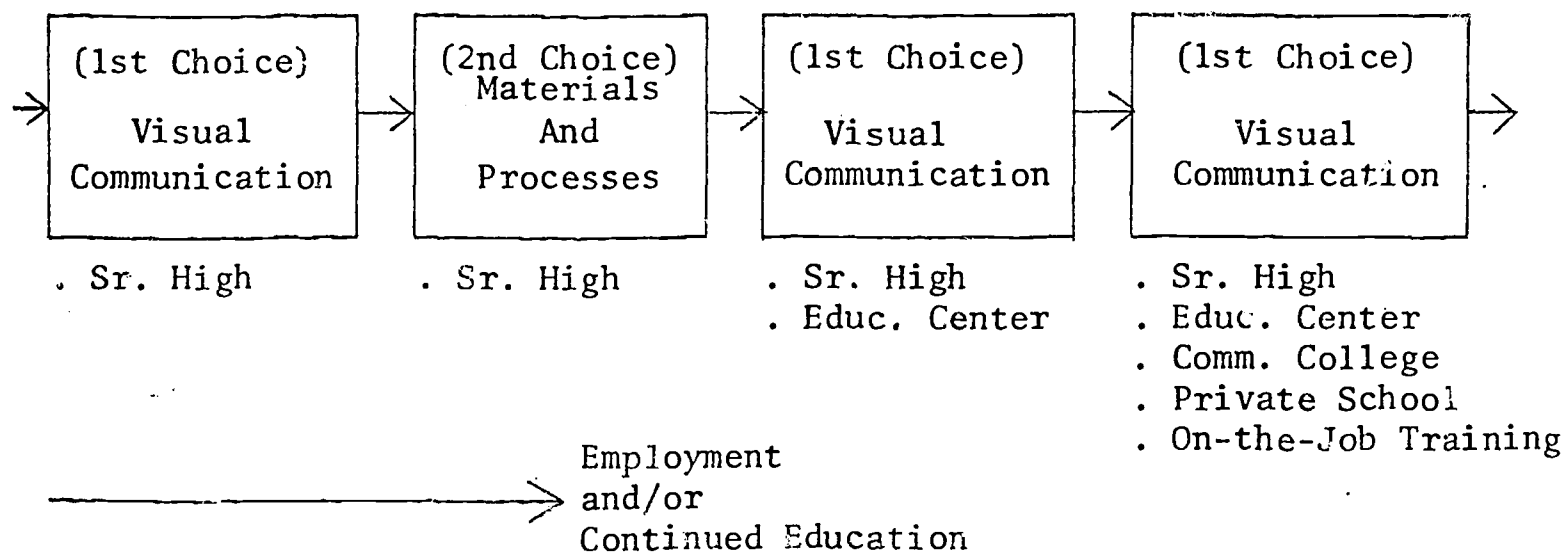 (1st Choice}
Visual
Communication
. Sr. High
(2nd Choice)
Materials
And
Processes
. Sr. High
(1st Choice)
Visual
Communication
. Sr. High
. Educ. Center
(1st Choice)
Visual
Communication
. Sr. High
. Educ. Center
. Comm. College
. Private School
. On-the-Job Training
Employment
and/or
Continued Education